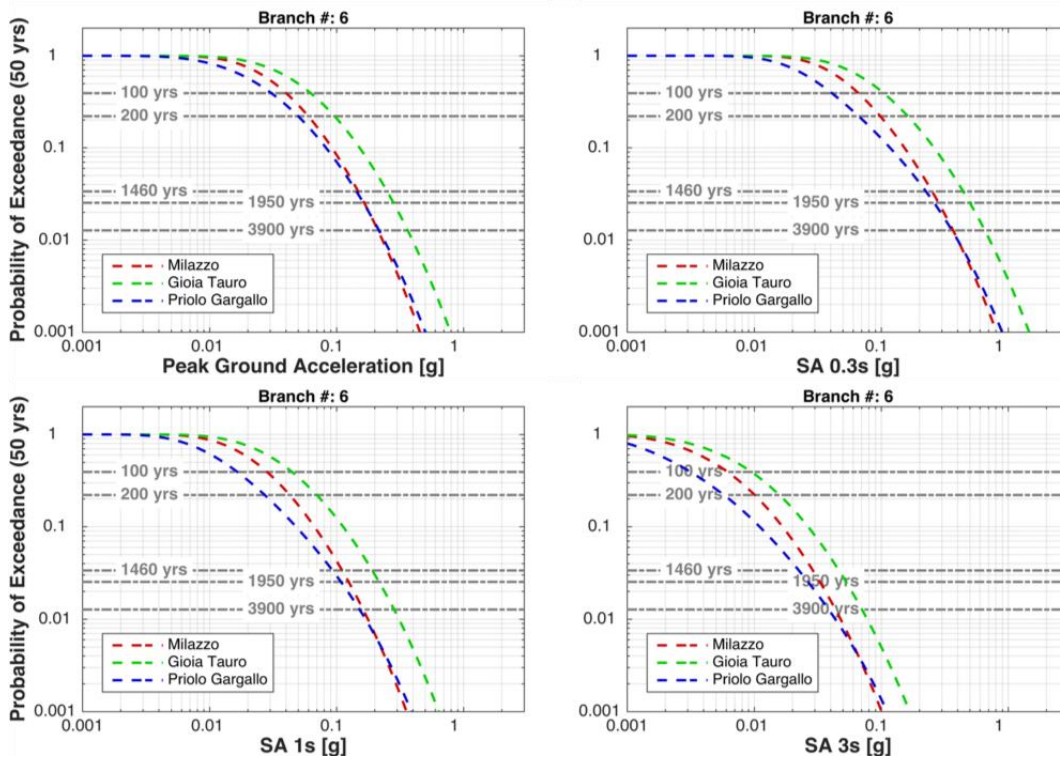 Branch #: 6
Probability of Exceedance (50 yrs)
1
0.1
0.01
0.001
100 yrs
200 yrs
1460 yrs
1950 yrs
3900 yrs
Milazzo
Gioia Tauro
Priolo Gargallo
0.001
0.01
0.1
1
Peak Ground Acceleration [g]
Branch #: 6
1
0.1
0.01
0.001
100 yrs
200 yrs
1460 yrs
1950 yrs
3900 yrs
Milazzo
Gioia Tauro
Priolo Gargallo
0.001
0.01
0.1
1
SA 0.3s [g]
Branch #: 6
Probability of Exceedance (50 yrs)
1
0.1
0.01
0.001
100 yrs
200 yrs
1460 yrs
1950 yrs
3900 yrs
Milazzo
Gioia Tauro
Priolo Gargallo
0.001
0.01
0.1
1
SA 1s [g]
Branch #: 6
1
0.1
0.01
0.001
100 yrs
200 yrs
1460 yrs
1950 yrs
3900 yrs
Milazzo
Gioia Tauro
Priolo Gargallo
0.001
0.01
0.1
1
SA 3s [g]